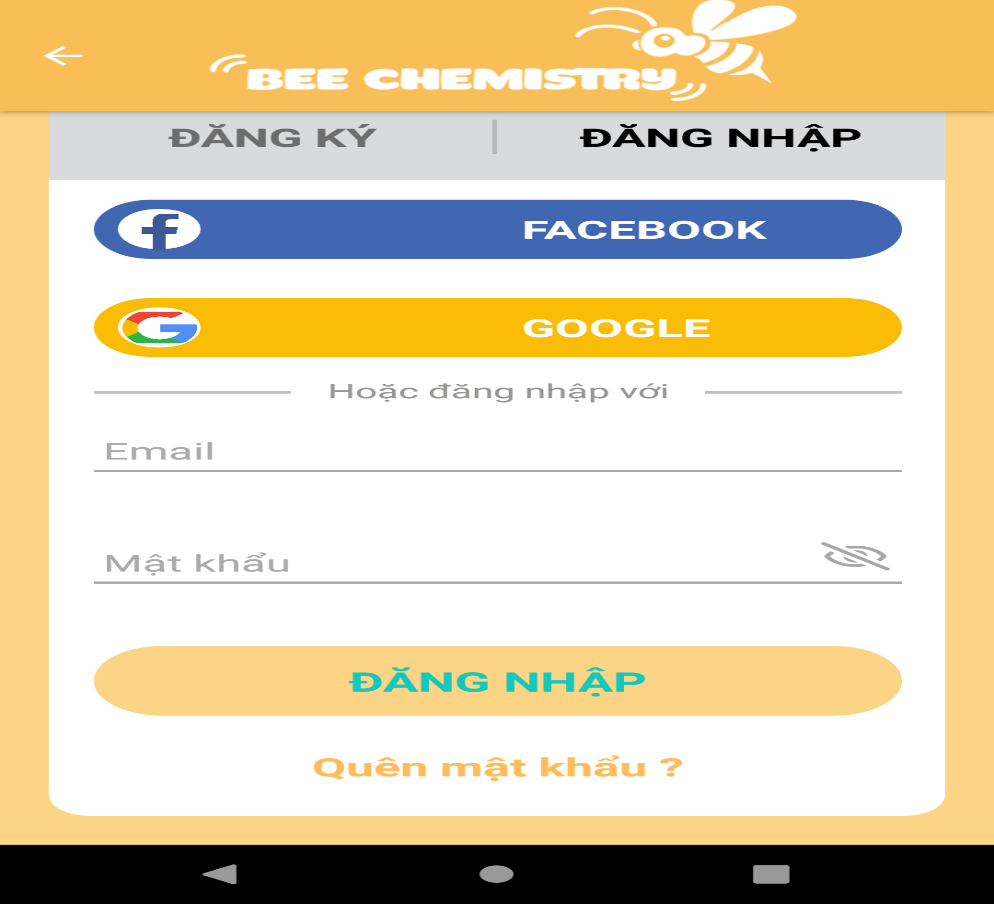 BEE CHEMISTRY
ĐĂNG KÝ
ĐĂNG NHẬP
FACEBOOK
GOOGLE
Hoặc đăng nhập với
Email
Mật khẩu
ĐĂNG NHẬP
Quên mật khẩu ?